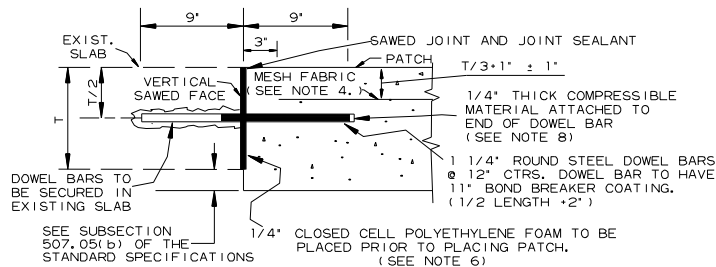 9"
9"
3"
EXIST.
SLAB
SAWED JOINT AND JOINT SEALANT
PATCH
T/3+1" ± 1"
VERTICAL
SAWED FACE
MESH FABRIC
(SEE NOTE 4.)
T/2
T
1/4" THICK COMPRESSIBLE
MATERIAL ATTACHED TO
END OF DOWEL BAR
(SEE NOTE 8)
1 1/4" ROUND STEEL DOWEL BARS
@ 12" CTRS. DOWEL BAR TO HAVE
11" BOND BREAKER COATING.
(1/2 LENGTH +2")
DOWEL BARS TO
BE SECURED IN
EXISTING SLAB
SEE SUBSECTION
507.05(b) OF THE
STANDARD SPECIFICATIONS
1/4" CLOSED CELL POLYETHYLENE FOAM TO BE
PLACED PRIOR TO PLACING PATCH.
(SEE NOTE 6)